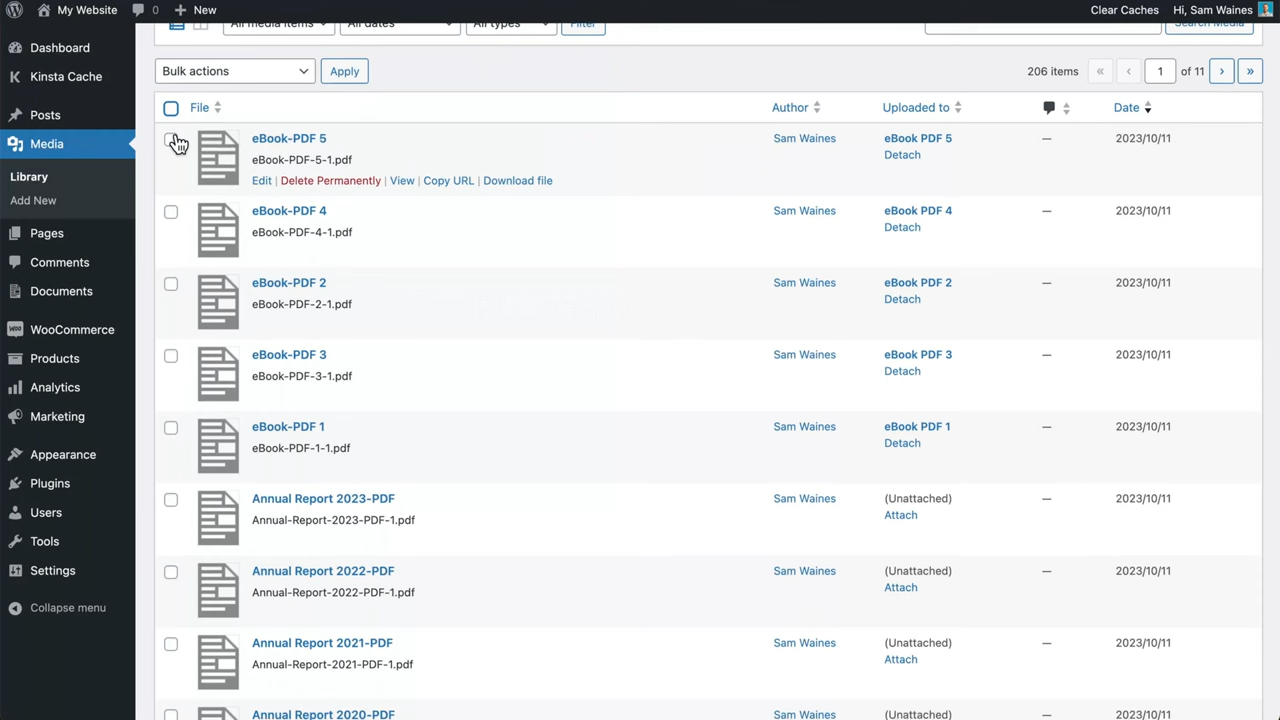 My Website 0 New Clear Caches Hi, Sam Waines
All media items All dates All types Filter Search Media
Dashboard
Kinsta Cache
Posts
Media
Library
Add New
Pages
Comments
Documents
WooCommerce
Products
Analytics
Marketing
Appearance
Plugins
Users
Tools
Settings
Collapse menu
Bulk actions Apply 206 items « ‹ 1 of 11 › »
File Author Uploaded to Date
eBook-PDF 5 Sam Waines eBook PDF 5 — 2023/10/11
eBook-PDF-5-1.pdf Detach
Edit | Delete Permanently | View | Copy URL | Download file
eBook-PDF 4 Sam Waines eBook PDF 4 — 2023/10/11
eBook-PDF-4-1.pdf Detach
eBook-PDF 2 Sam Waines eBook PDF 2 — 2023/10/11
eBook-PDF-2-1.pdf Detach
eBook-PDF 3 Sam Waines eBook PDF 3 — 2023/10/11
eBook-PDF-3-1.pdf Detach
eBook-PDF 1 Sam Waines eBook PDF 1 — 2023/10/11
eBook-PDF-1-1.pdf Detach
Annual Report 2023-PDF Sam Waines (Unattached) — 2023/10/11
Annual-Report-2023-PDF-1.pdf Attach
Annual Report 2022-PDF Sam Waines (Unattached) — 2023/10/11
Annual-Report-2022-PDF-1.pdf Attach
Annual Report 2021-PDF Sam Waines (Unattached) — 2023/10/11
Annual-Report-2021-PDF-1.pdf Attach
Annual Report 2020-PDF Sam Waines (Unattached) — 2023/10/11